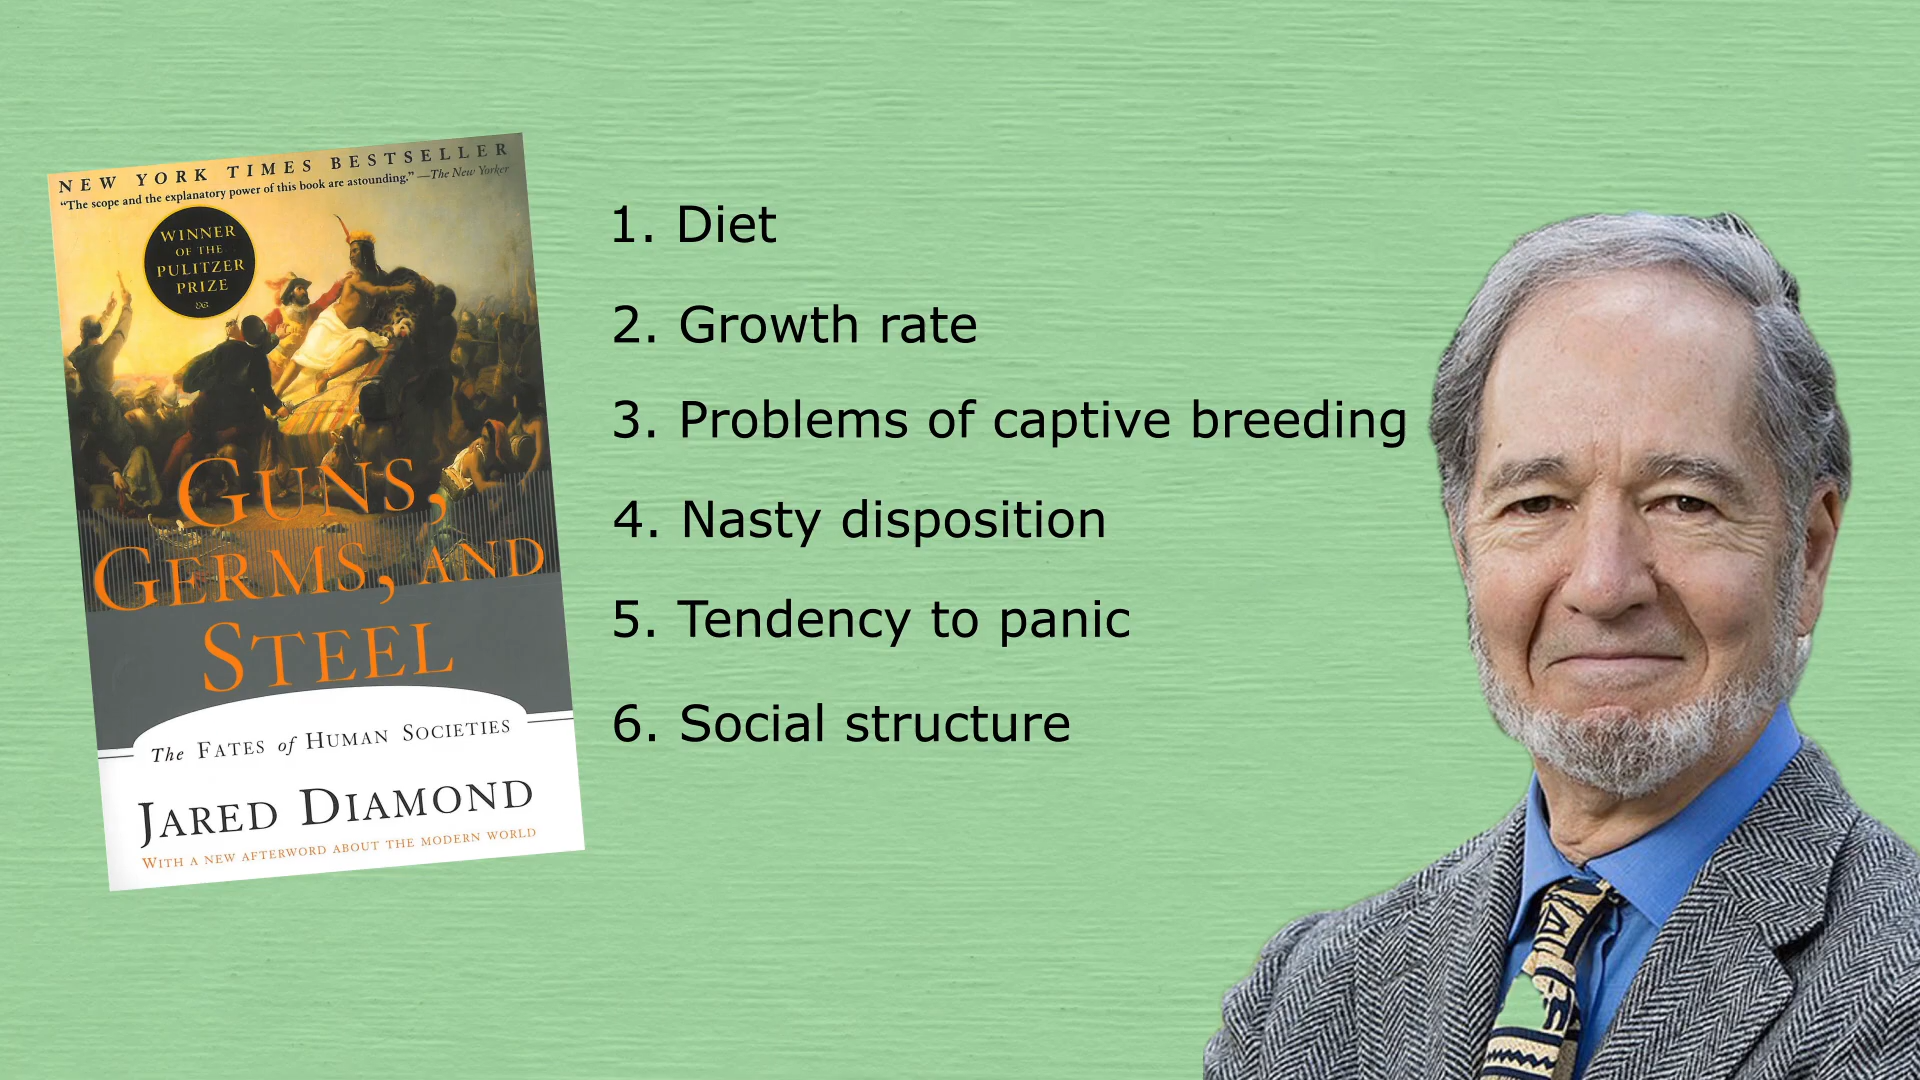 NEW YORK TIMES BESTSELLER
“The scope and the explanatory power of this book are astounding.” —The New Yorker
WINNER
OF THE
PULITZER
PRIZE
GUNS,
GERMS, AND
STEEL
The FATES of HUMAN SOCIETIES
JARED DIAMOND
WITH A NEW AFTERWORD ABOUT THE MODERN WORLD
1. Diet
2. Growth rate
3. Problems of captive breeding
4. Nasty disposition
5. Tendency to panic
6. Social structure